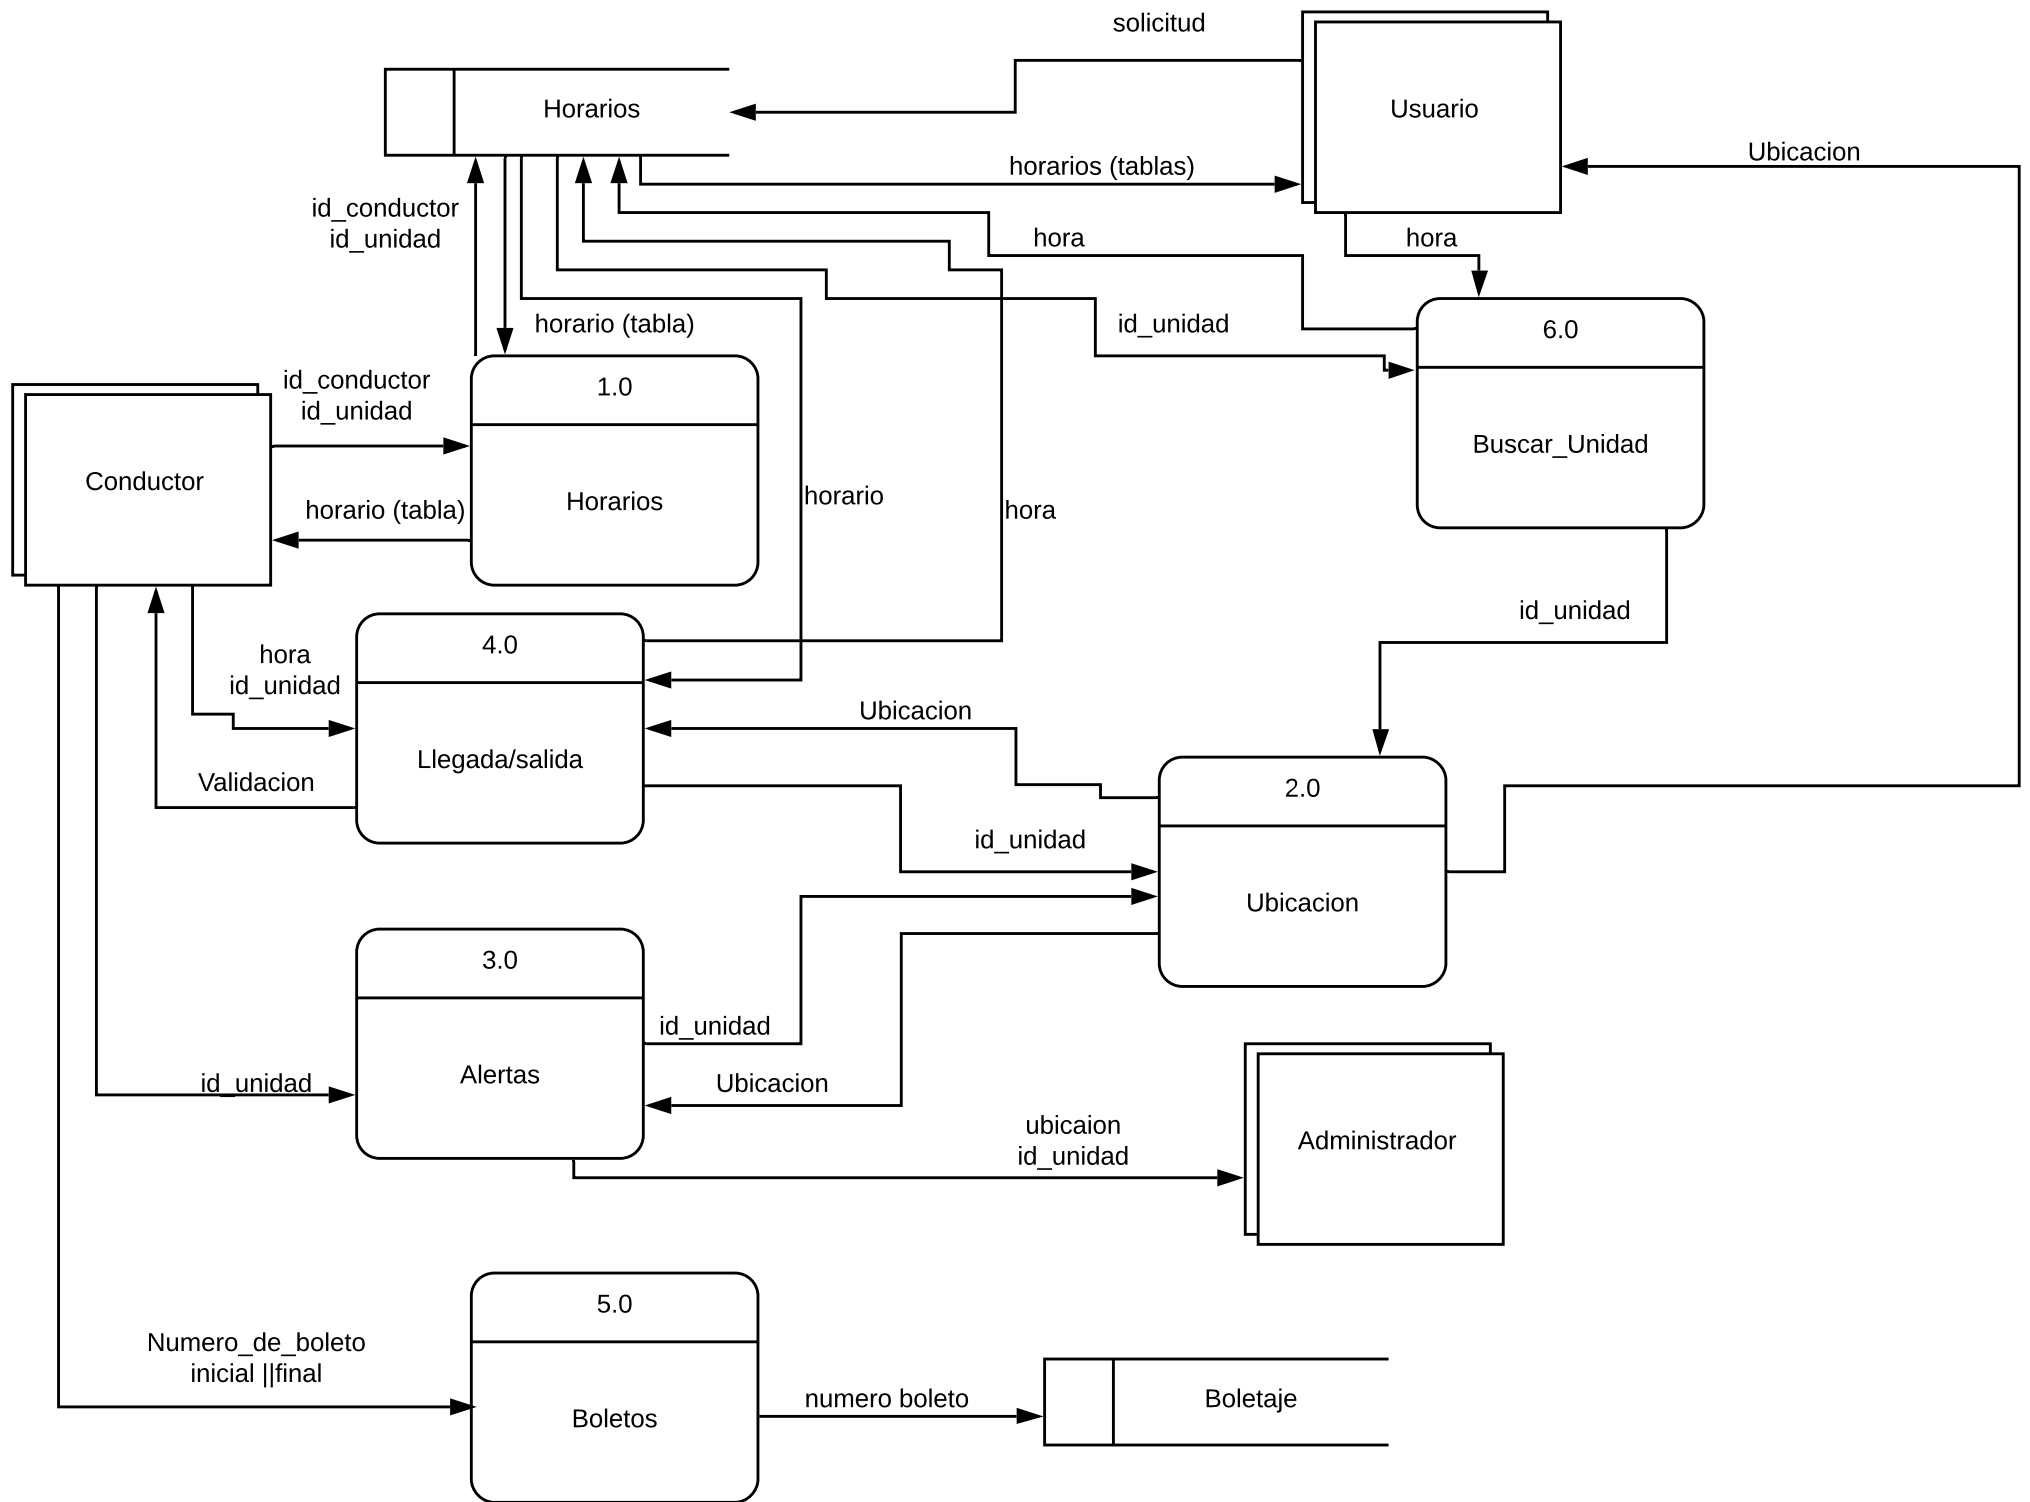 solicitud
Horarios
Usuario
Ubicacion
horarios (tablas)
id_conductor
id_unidad
hora
hora
horario (tabla)
id_unidad
6.0
Buscar_Unidad
id_conductor
id_unidad
1.0
Horarios
Conductor
horario (tabla)
horario
hora
id_unidad
hora
id_unidad
4.0
Llegada/salida
Validacion
Ubicacion
id_unidad
2.0
Ubicacion
3.0
Alertas
id_unidad
id_unidad
Ubicacion
ubicaion
id_unidad
Administrador
5.0
Boletos
Numero_de_boleto
inicial ||final
numero boleto
Boletaje